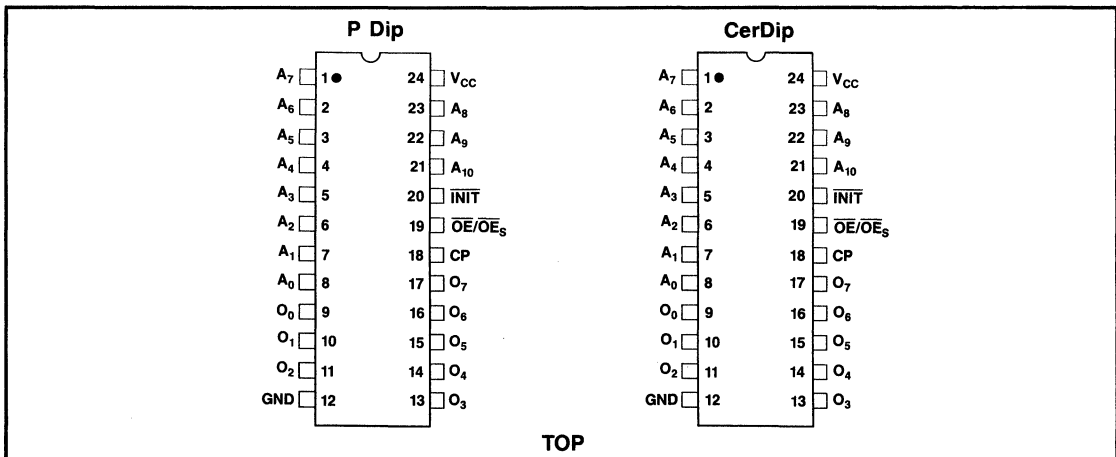 P Dip
A7 1 24 VCC
A6 2 23 A8
A5 3 22 A9
A4 4 21 A10
A3 5 20 INIT
A2 6 19 OE/OES
A1 7 18 CP
A0 8 17 O7
O0 9 16 O6
O1 10 15 O5
O2 11 14 O4
GND 12 13 O3
CerDip
A7 1 24 VCC
A6 2 23 A8
A5 3 22 A9
A4 4 21 A10
A3 5 20 INIT
A2 6 19 OE/OES
A1 7 18 CP
A0 8 17 O7
O0 9 16 O6
O1 10 15 O5
O2 11 14 O4
GND 12 13 O3
TOP